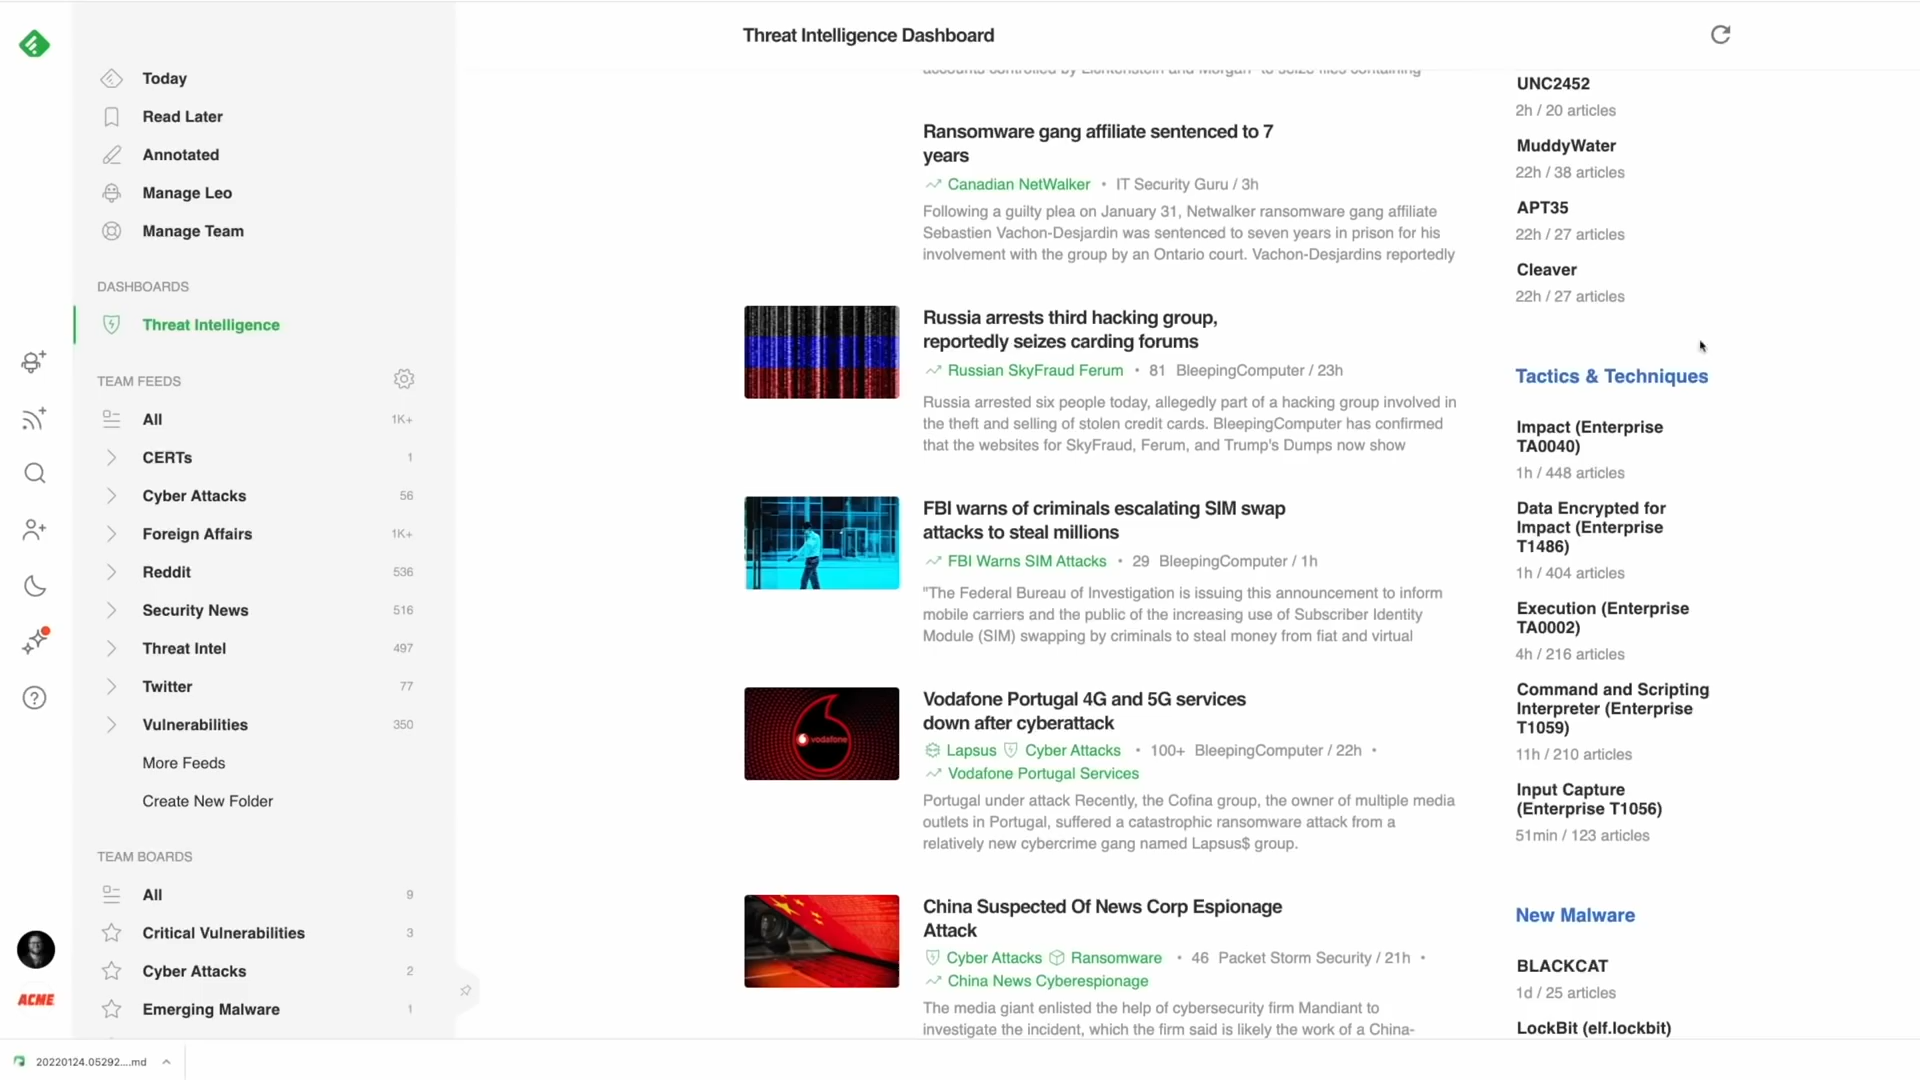 Threat Intelligence Dashboard
Today
Read Later
Annotated
Manage Leo
Manage Team
DASHBOARDS
Threat Intelligence
TEAM FEEDS
All 1K+
CERTs 1
Cyber Attacks 56
Foreign Affairs 1K+
Reddit 536
Security News 516
Threat Intel 497
Twitter 77
Vulnerabilities 350
More Feeds
Create New Folder
TEAM BOARDS
All 9
Critical Vulnerabilities 3
Cyber Attacks 2
Emerging Malware 1
ACME
20220124.05292....md
accounts controlled by Lichtenstein and Morgan" to seize files containing
Ransomware gang affiliate sentenced to 7
years
Canadian NetWalker • IT Security Guru / 3h
Following a guilty plea on January 31, Netwalker ransomware gang affiliate
Sebastien Vachon-Desjardin was sentenced to seven years in prison for his
involvement with the group by an Ontario court. Vachon-Desjardins reportedly
Russia arrests third hacking group,
reportedly seizes carding forums
Russian SkyFraud Ferum • 81 BleepingComputer / 23h
Russia arrested six people today, allegedly part of a hacking group involved in
the theft and selling of stolen credit cards. BleepingComputer has confirmed
that the websites for SkyFraud, Ferum, and Trump's Dumps now show
FBI warns of criminals escalating SIM swap
attacks to steal millions
FBI Warns SIM Attacks • 29 BleepingComputer / 1h
"The Federal Bureau of Investigation is issuing this announcement to inform
mobile carriers and the public of the increasing use of Subscriber Identity
Module (SIM) swapping by criminals to steal money from fiat and virtual
vodafone
Vodafone Portugal 4G and 5G services
down after cyberattack
Lapsus Cyber Attacks • 100+ BleepingComputer / 22h •
Vodafone Portugal Services
Portugal under attack Recently, the Cofina group, the owner of multiple media
outlets in Portugal, suffered a catastrophic ransomware attack from a
relatively new cybercrime gang named Lapsus$ group.
China Suspected Of News Corp Espionage
Attack
Cyber Attacks Ransomware • 46 Packet Storm Security / 21h •
China News Cyberespionage
The media giant enlisted the help of cybersecurity firm Mandiant to
investigate the incident, which the firm said is likely the work of a China-
UNC2452
2h / 20 articles
MuddyWater
22h / 38 articles
APT35
22h / 27 articles
Cleaver
22h / 27 articles
Tactics & Techniques
Impact (Enterprise
TA0040)
1h / 448 articles
Data Encrypted for
Impact (Enterprise
T1486)
1h / 404 articles
Execution (Enterprise
TA0002)
4h / 216 articles
Command and Scripting
Interpreter (Enterprise
T1059)
11h / 210 articles
Input Capture
(Enterprise T1056)
51min / 123 articles
New Malware
BLACKCAT
1d / 25 articles
LockBit (elf.lockbit)